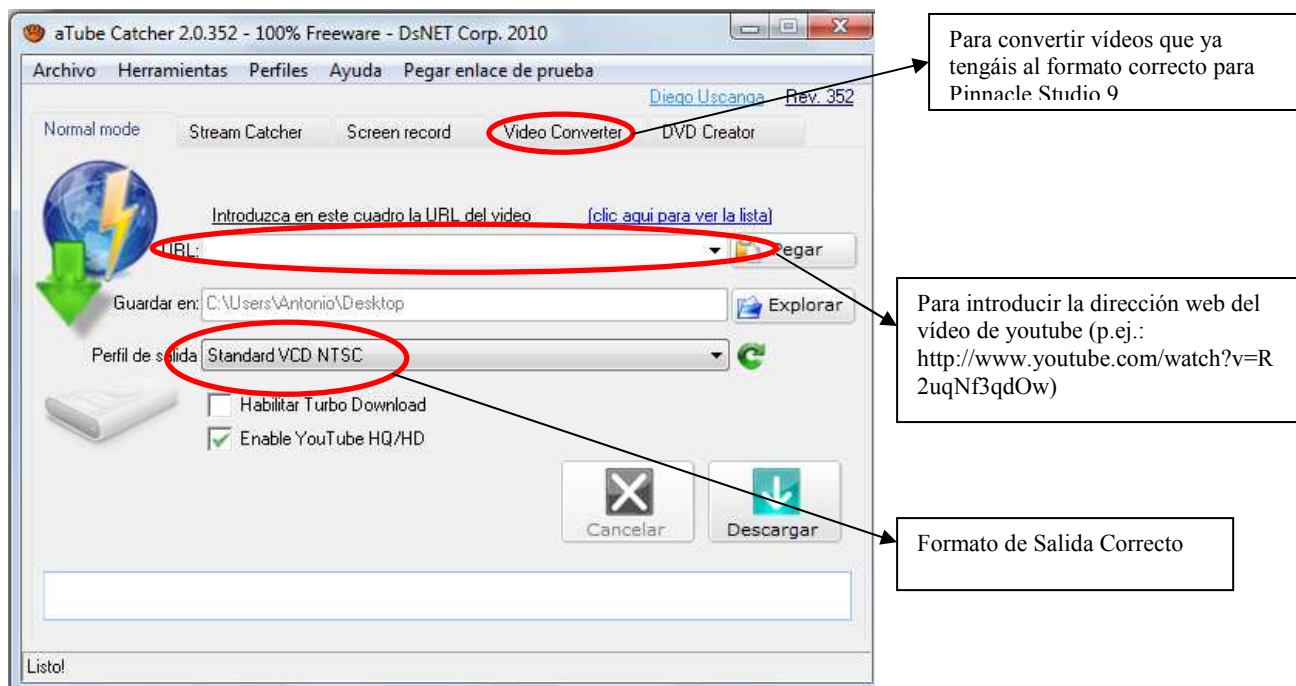 aTube Catcher 2.0.352 - 100% Freeware - DsNET Corp. 2010
Archivo Herramientas Perfiles Ayuda Pegar enlace de prueba
Diego Uscanga Rev. 352
Normal mode Stream Catcher Screen record Video Converter DVD Creator
Introduzca en este cuadro la URL del video (clic aqui para ver la lista)
URL: Pegar
Guardar en: C:\Users\Antonio\Desktop Explorar
Perfil de salida Standard VCD NTSC
Habilitar Turbo Download
Enable YouTube HQ/HD
Cancelar Descargar
Listo!
Para convertir vídeos que ya
tengáis al formato correcto para
Pinnacle Studio 9
Para introducir la dirección web del
vídeo de youtube (p.ej.:
http://www.youtube.com/watch?v=R
2uqNf3qdOw)
Formato de Salida Correcto